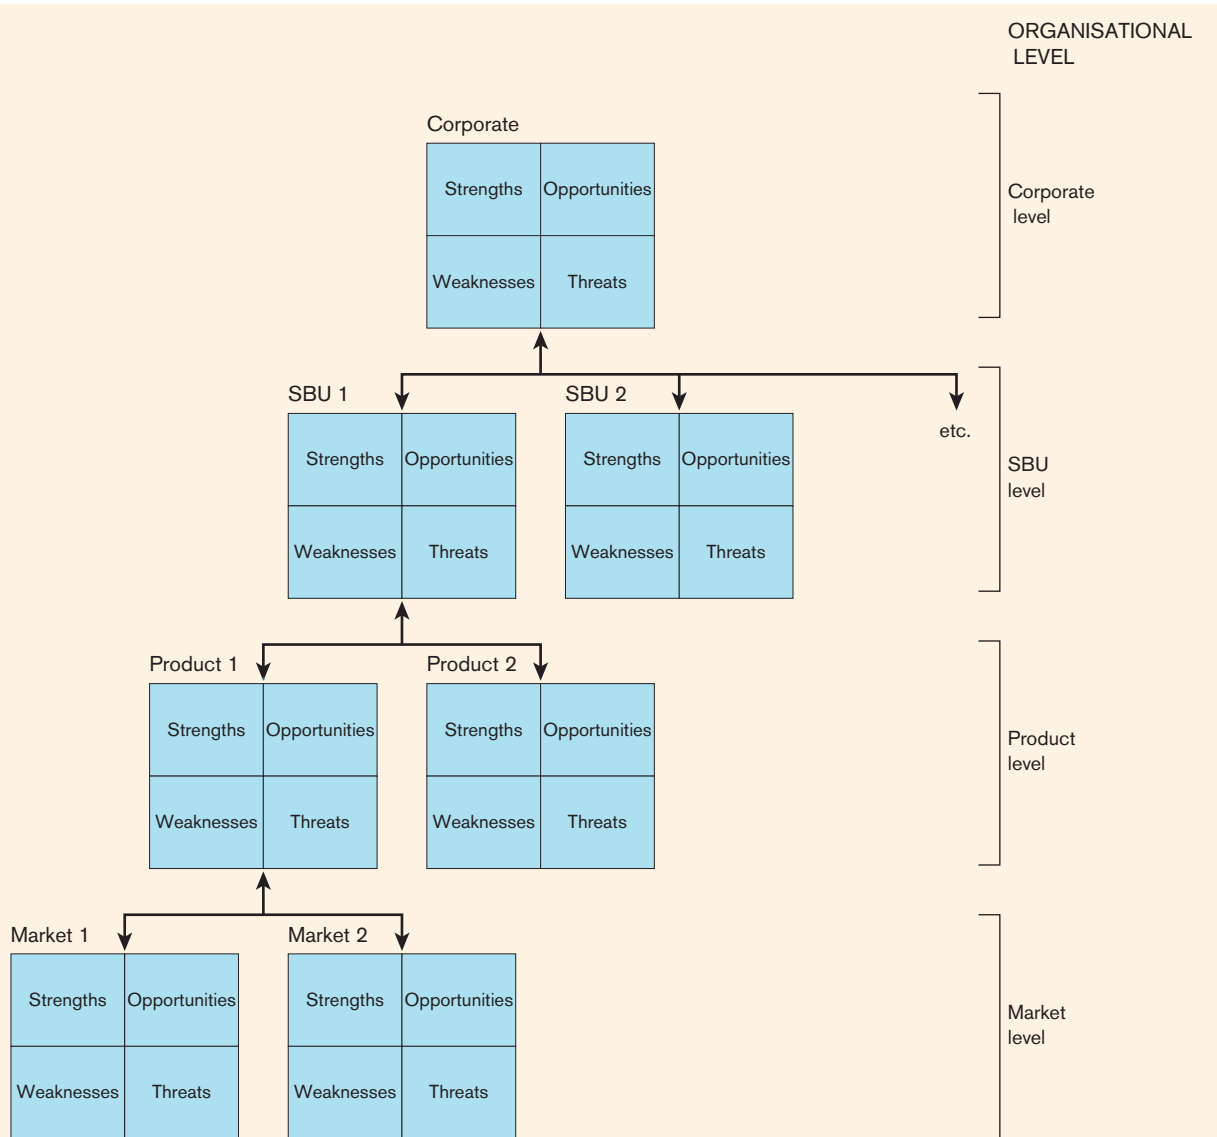 ORGANISATIONAL
LEVEL
Corporate
Strengths Opportunities
Weaknesses Threats
Corporate
level
SBU 1
Strengths Opportunities
Weaknesses Threats
SBU 2
Strengths Opportunities
Weaknesses Threats
etc.
SBU
level
Product 1
Strengths Opportunities
Weaknesses Threats
Product 2
Strengths Opportunities
Weaknesses Threats
Product
level
Market 1
Strengths Opportunities
Weaknesses Threats
Market 2
Strengths Opportunities
Weaknesses Threats
Market
level